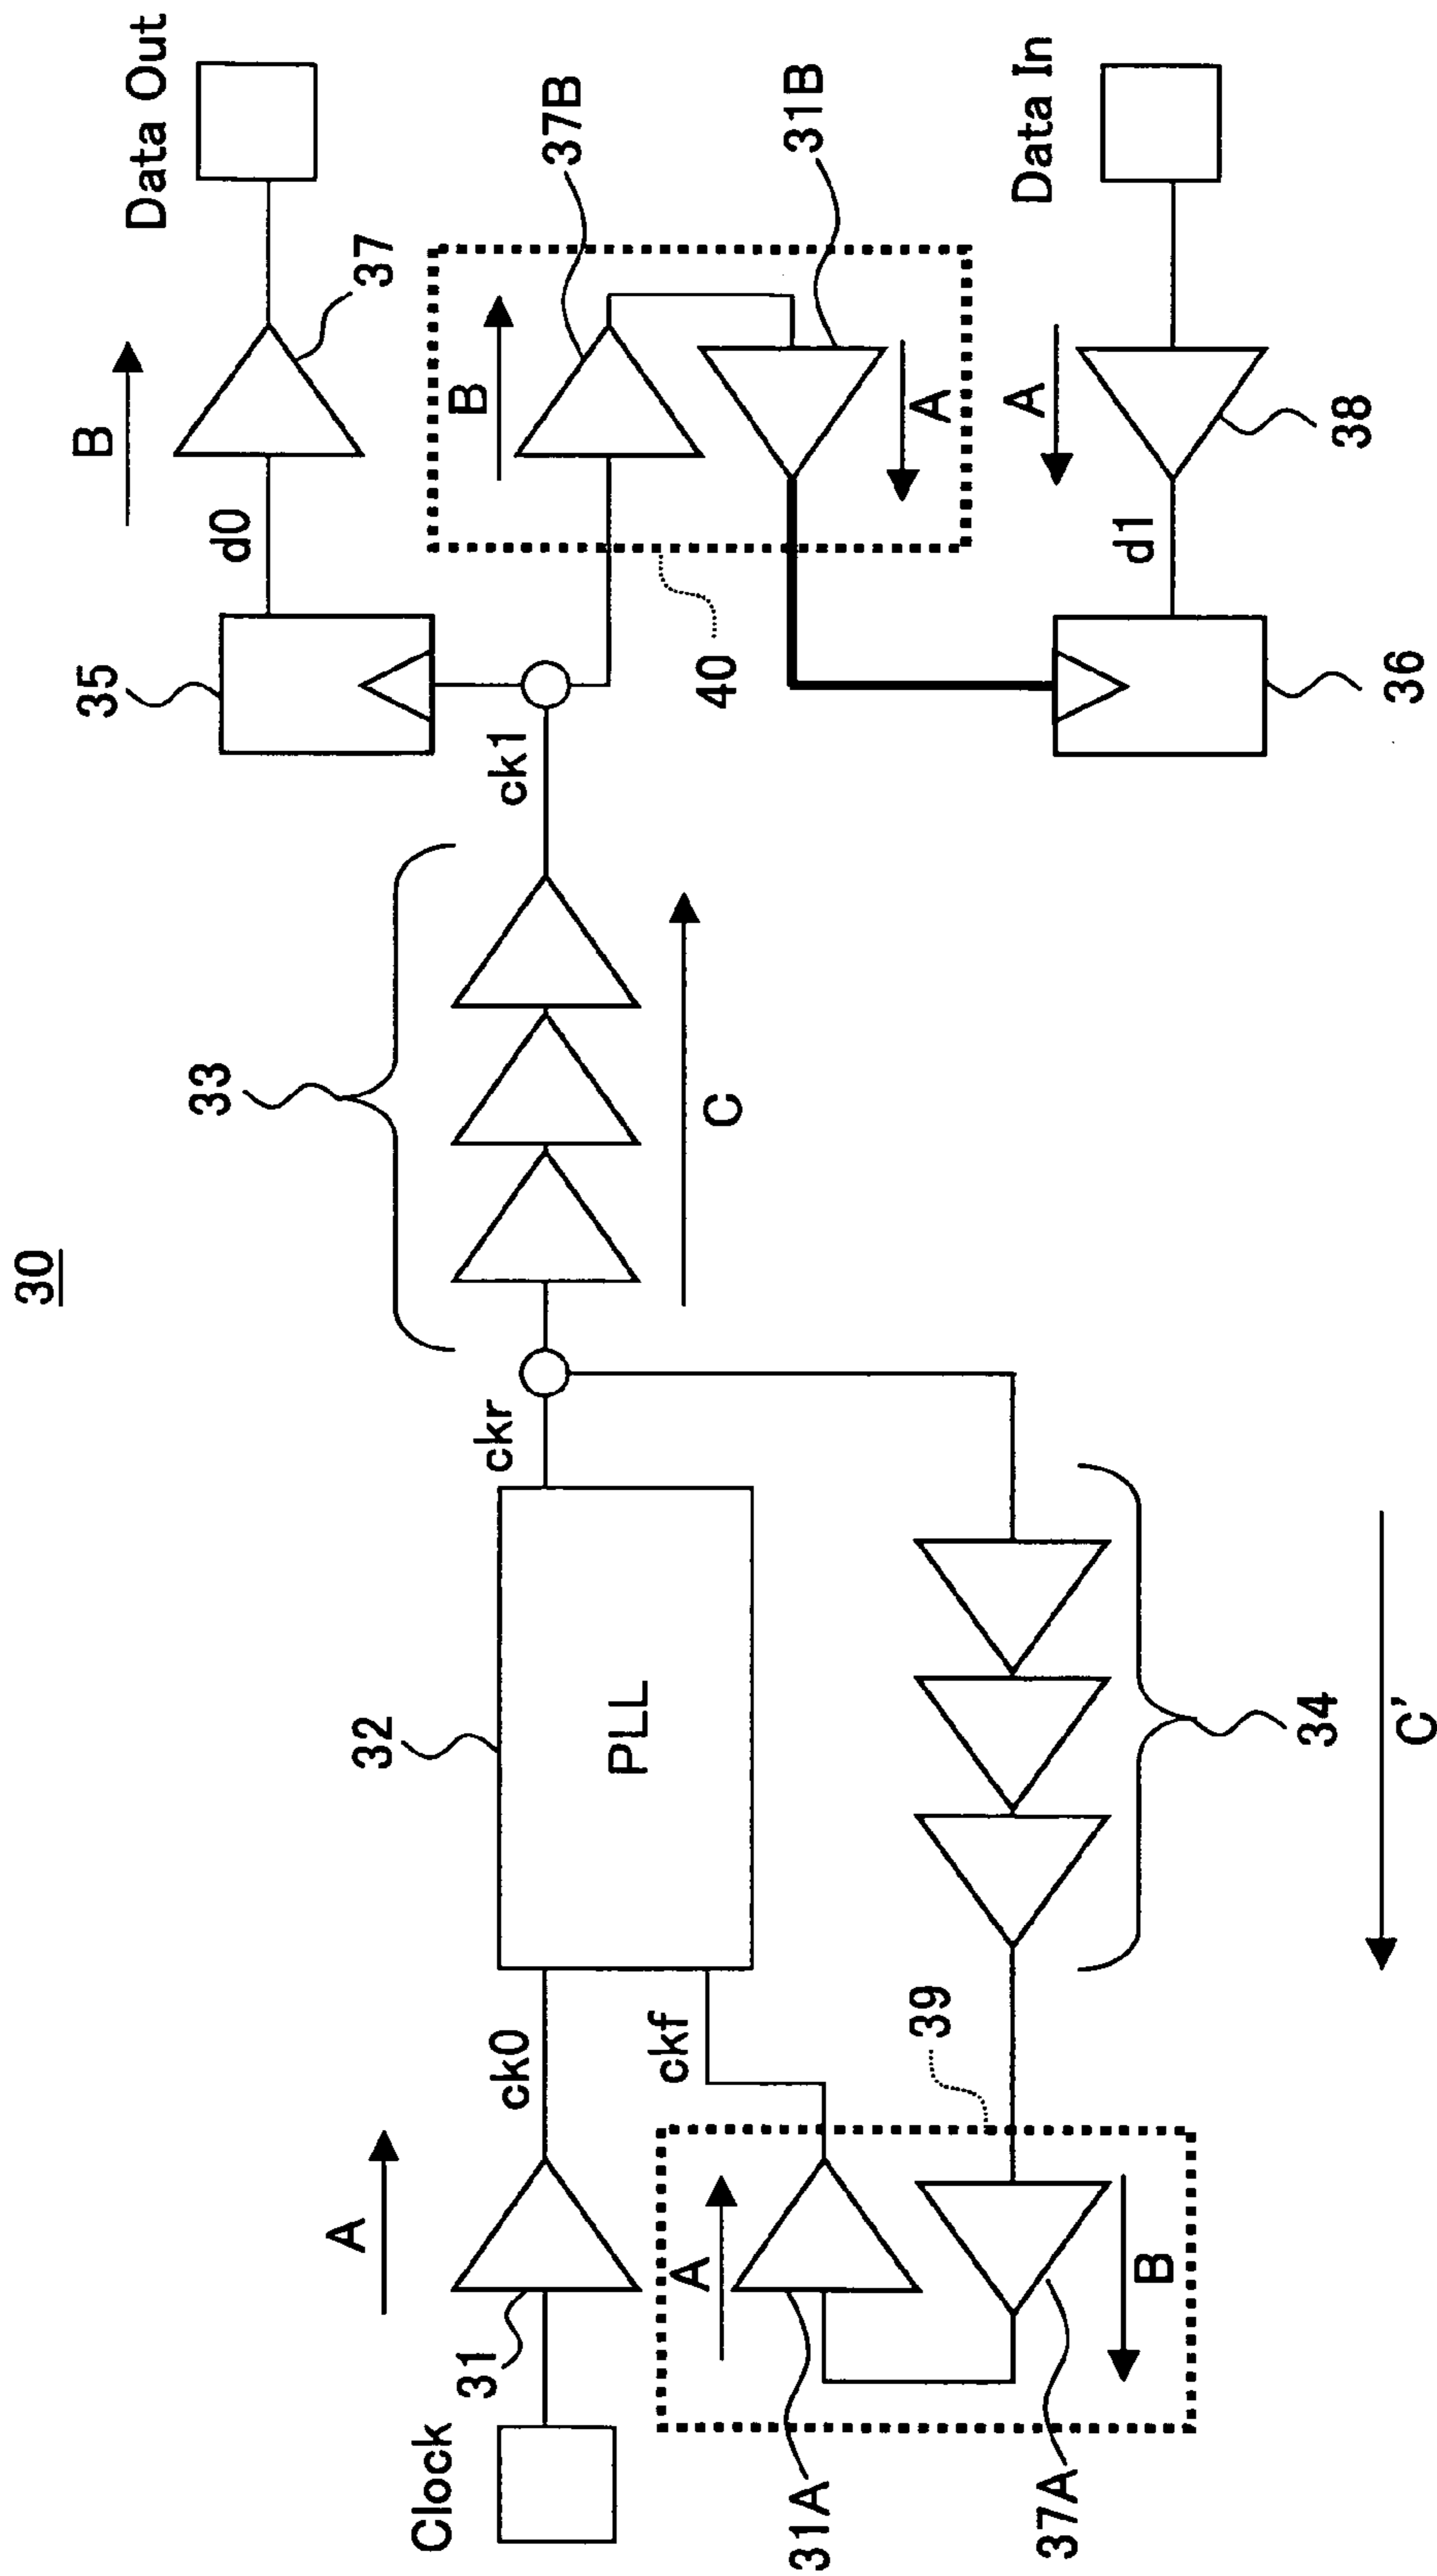 30
Clock
31
A
ck0
32
PLL
ckr
33
C
ck1
35
d0
B
37
Data Out
B
37B
31B
A
40
36
d1
A
38
Data In
34
C'
39
ckf
A
31A
37A
B